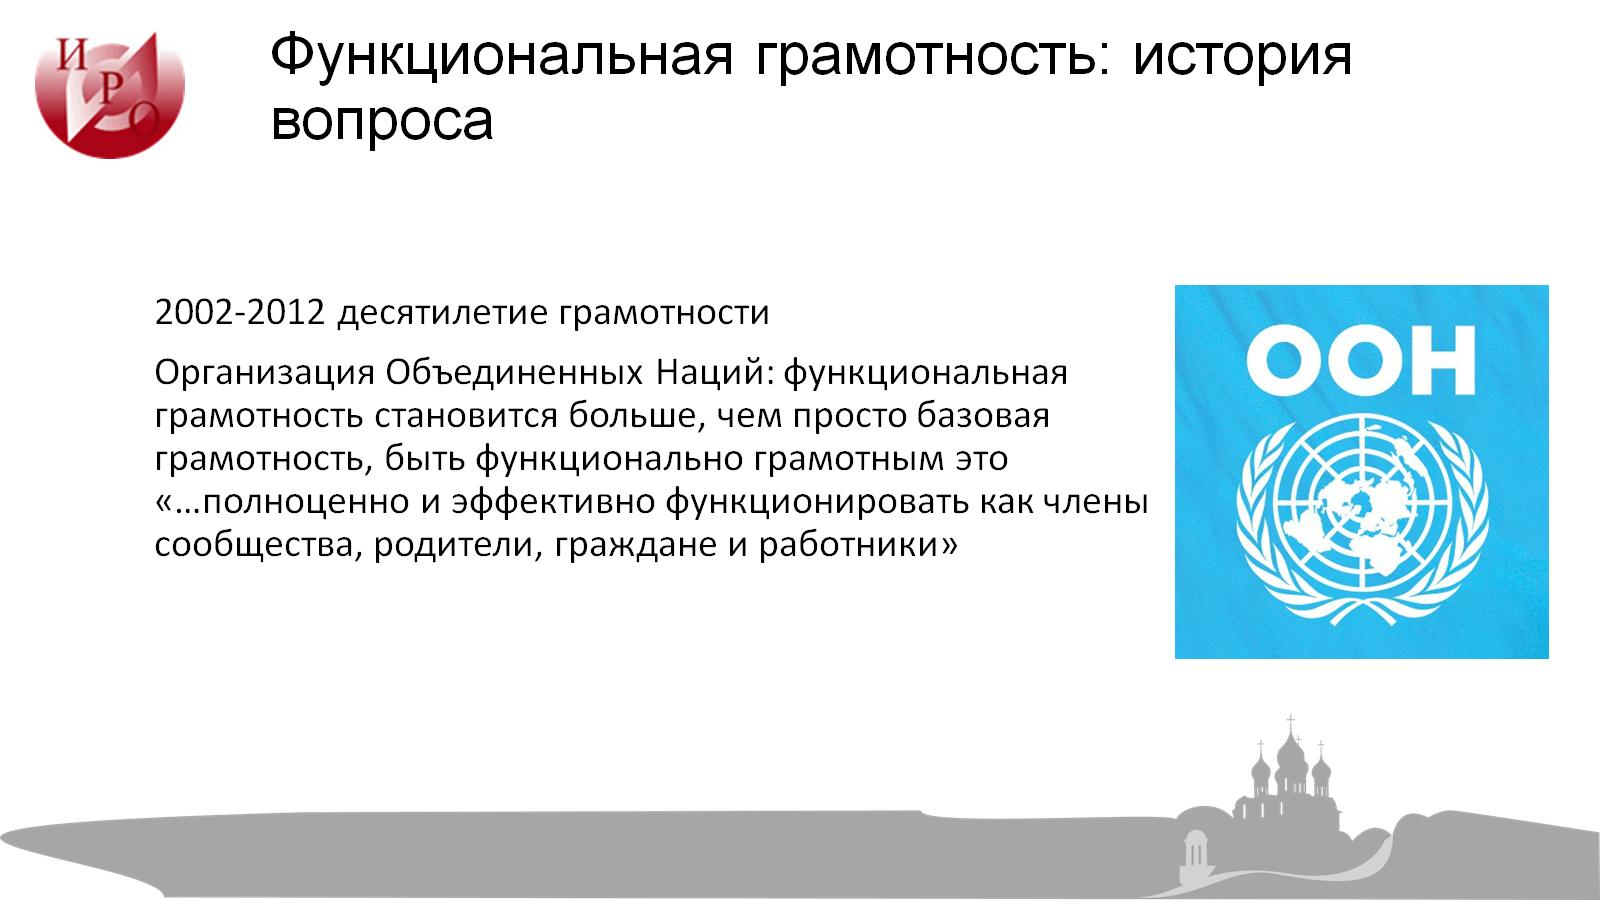 И
Р
О
Функциональная грамотность: история
вопроса
2002-2012 десятилетие грамотности
Организация Объединенных Наций: функциональная
грамотность становится больше, чем просто базовая
грамотность, быть функционально грамотным это
«…полноценно и эффективно функционировать как члены
сообщества, родители, граждане и работники»
ООН